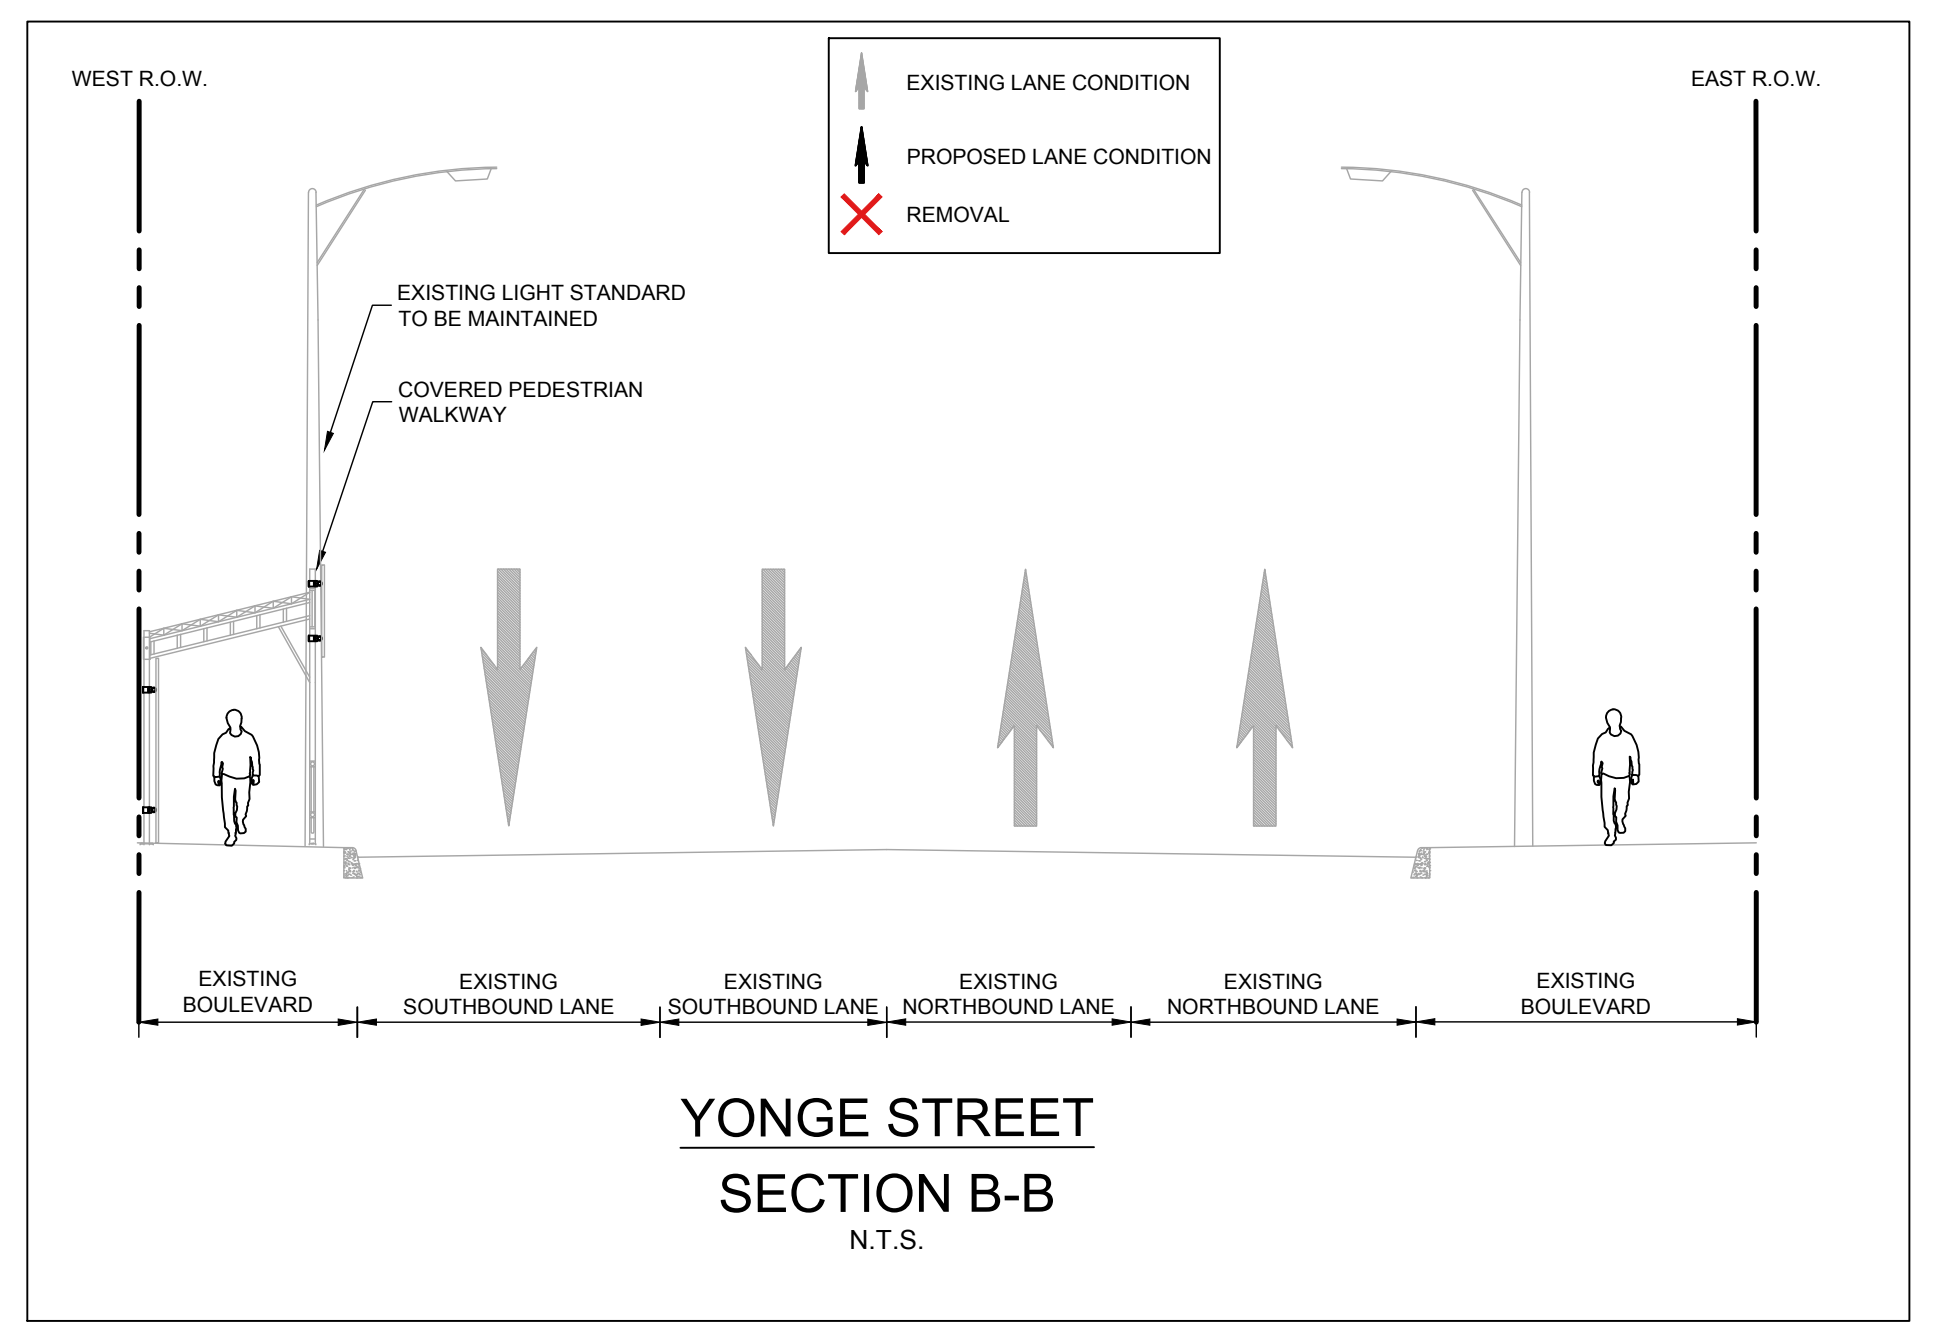 WEST R.O.W.
EAST R.O.W.
EXISTING LANE CONDITION
PROPOSED LANE CONDITION
REMOVAL
EXISTING LIGHT STANDARD
TO BE MAINTAINED
COVERED PEDESTRIAN
WALKWAY
EXISTING
BOULEVARD
EXISTING
SOUTHBOUND LANE
EXISTING
SOUTHBOUND LANE
EXISTING
NORTHBOUND LANE
EXISTING
NORTHBOUND LANE
EXISTING
BOULEVARD
YONGE STREET
SECTION B-B
N.T.S.